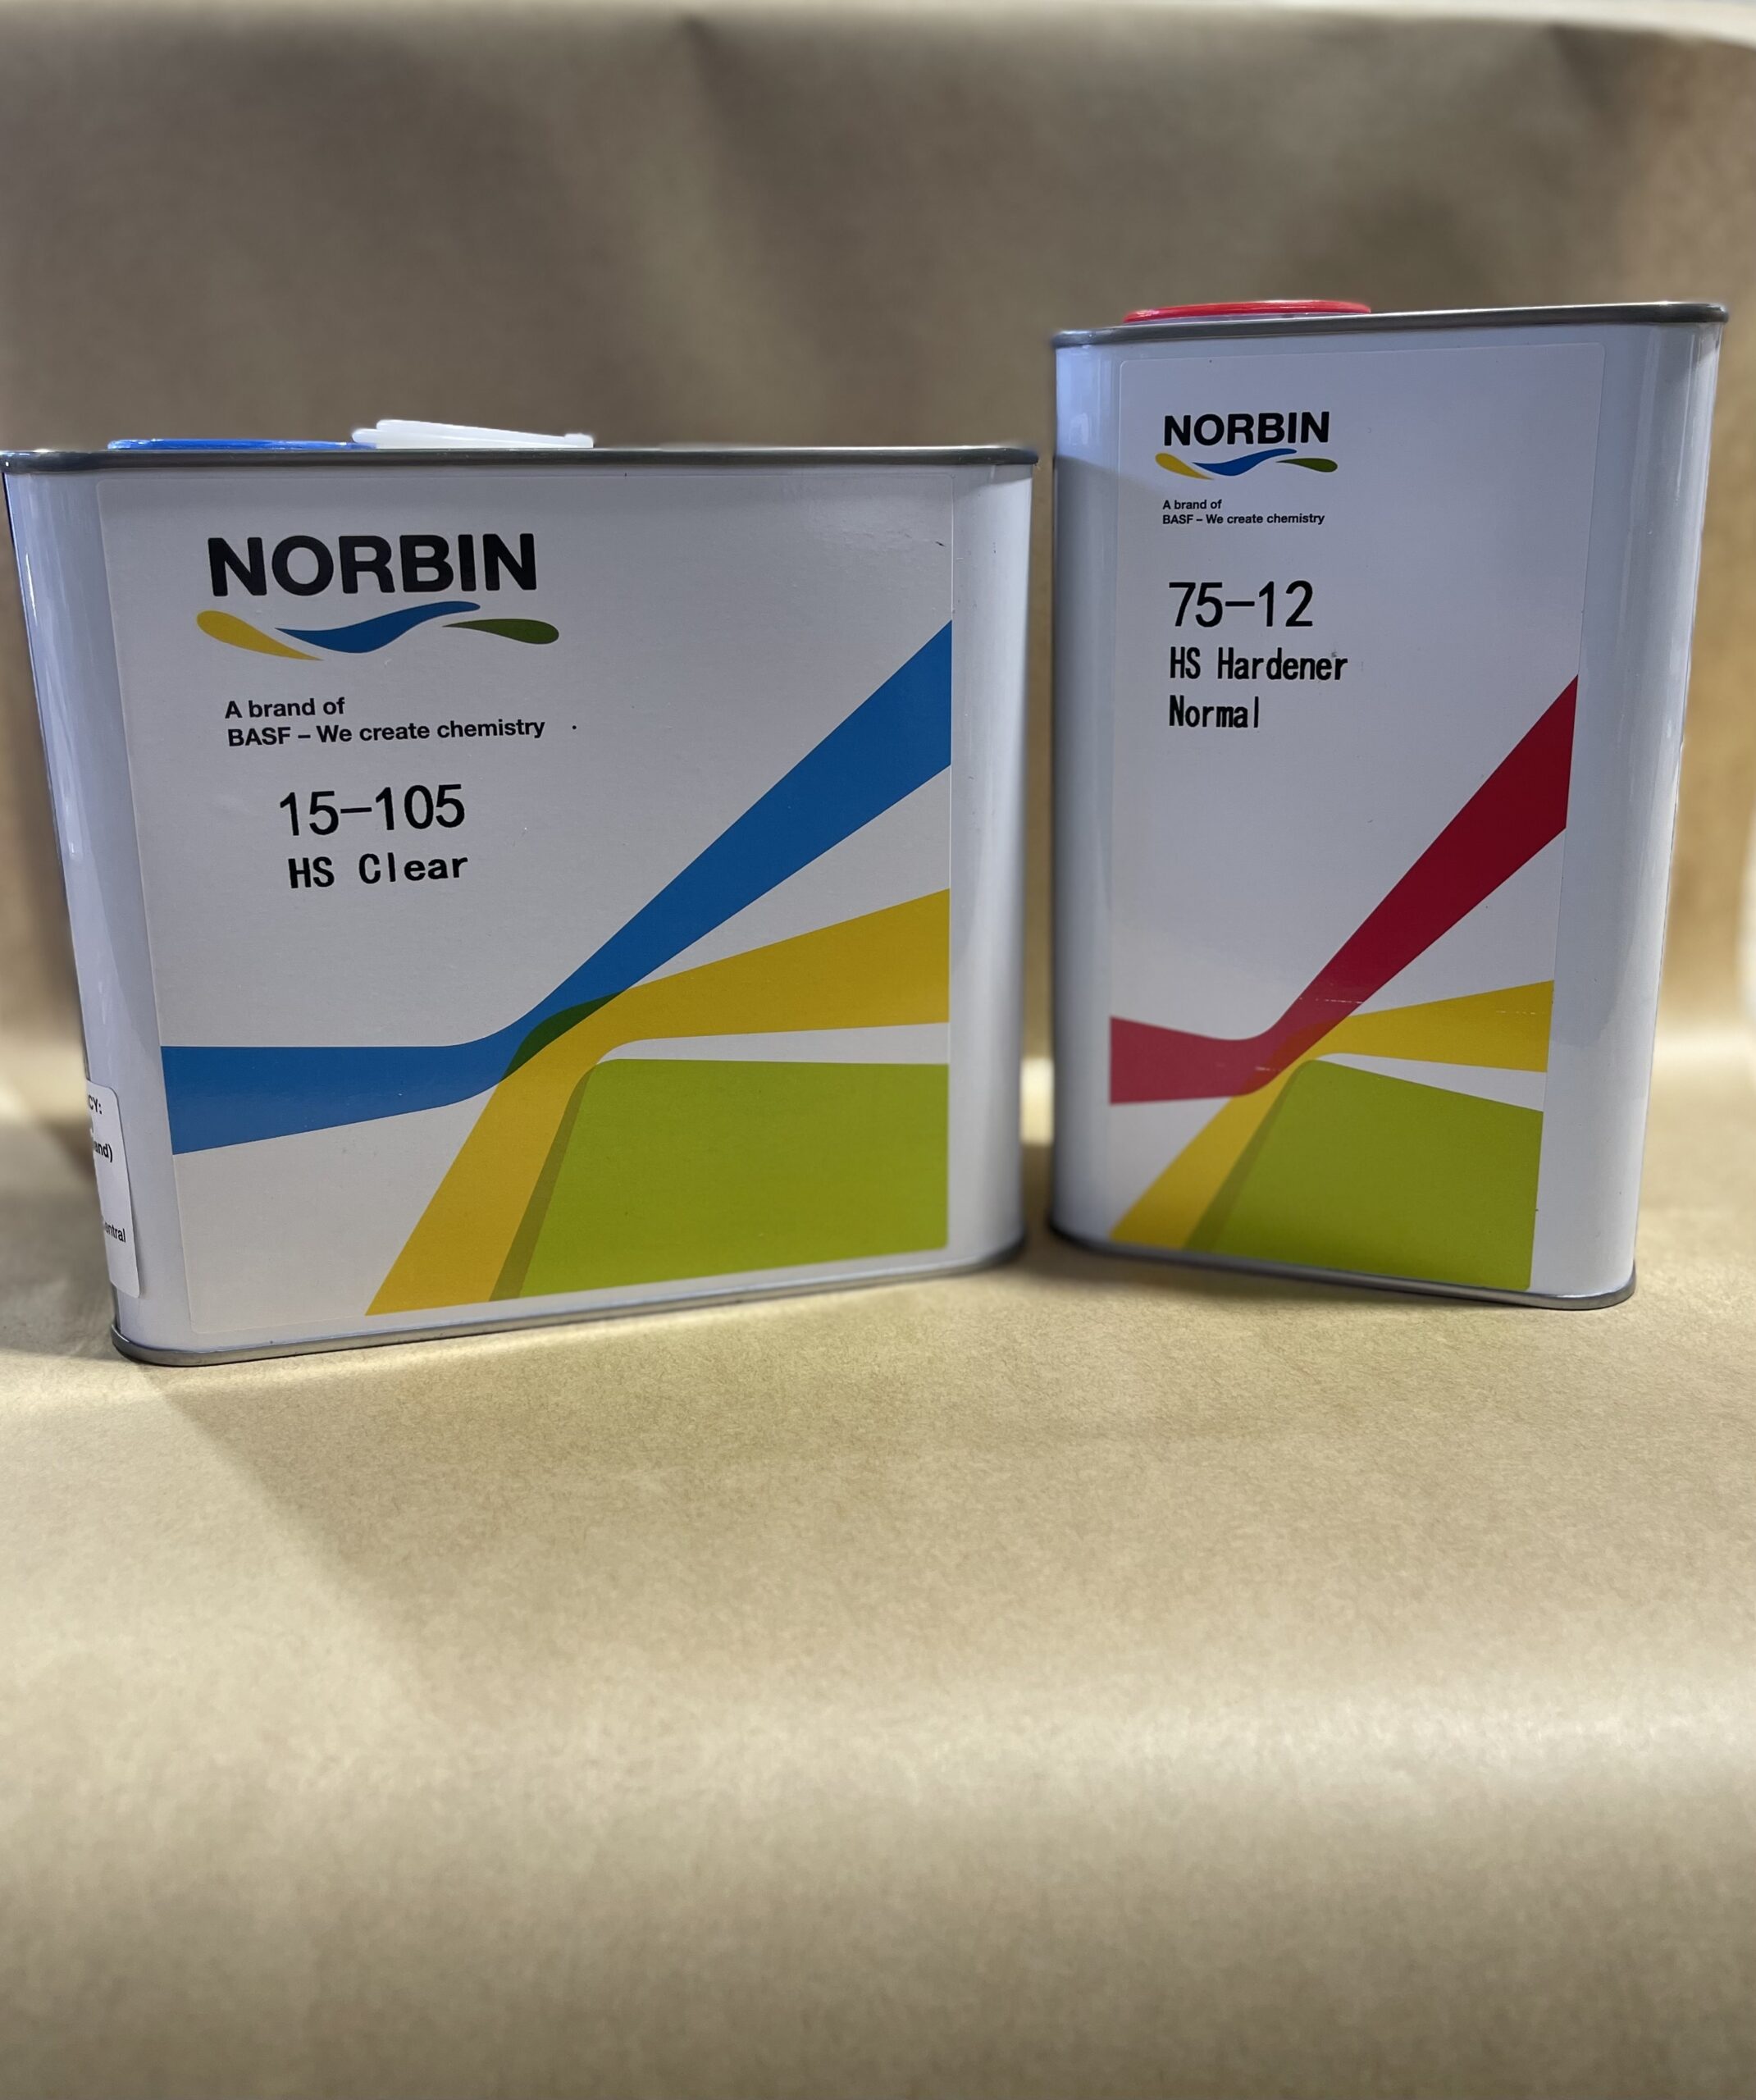 NORBIN
A brand of
BASF – We create chemistry
15-105
HS Clear
NORBIN
A brand of
BASF – We create chemistry
75-12
HS Hardener
Normal